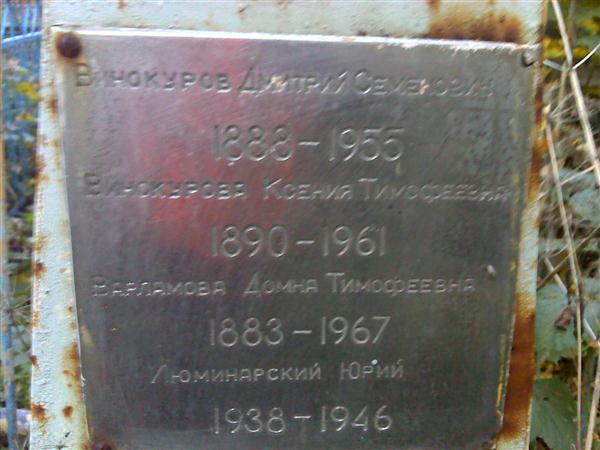 Винокуров Дмитрий Семенович
1888 – 1955
Винокурова Ксения Тимофеевна
1890 – 1961
Варламова Домна Тимофеевна
1883 – 1967
Люминарский Юрий
1938 – 1946